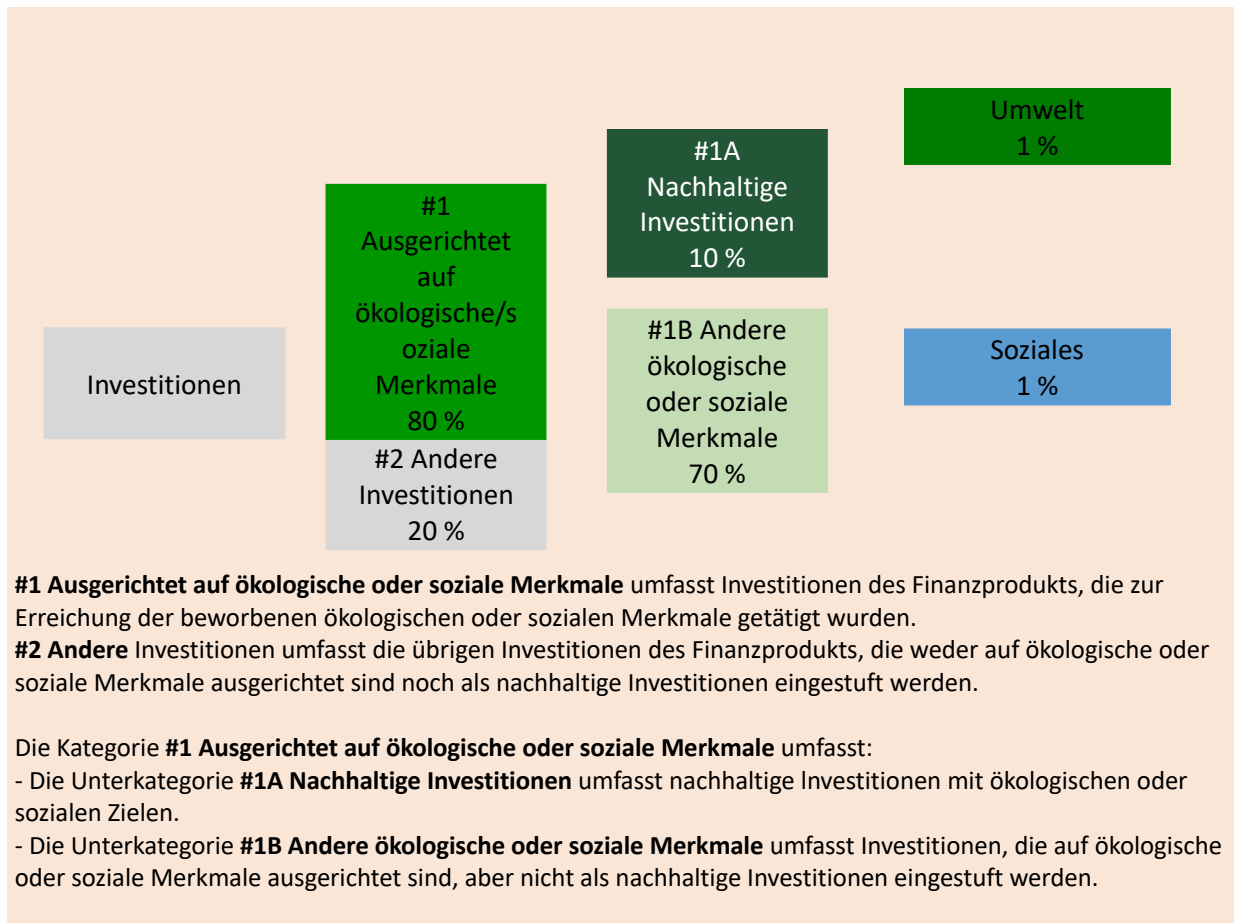 Investitionen
#1
Ausgerichtet
auf
ökologische/s
oziale
Merkmale
80 %
#2 Andere
Investitionen
20 %
#1A
Nachhaltige
Investitionen
10 %
#1B Andere
ökologische
oder soziale
Merkmale
70 %
Umwelt
1 %
Soziales
1 %
#1 Ausgerichtet auf ökologische oder soziale Merkmale umfasst Investitionen des Finanzprodukts, die zur
Erreichung der beworbenen ökologischen oder sozialen Merkmale getätigt wurden.
#2 Andere Investitionen umfasst die übrigen Investitionen des Finanzprodukts, die weder auf ökologische oder
soziale Merkmale ausgerichtet sind noch als nachhaltige Investitionen eingestuft werden.
Die Kategorie #1 Ausgerichtet auf ökologische oder soziale Merkmale umfasst:
- Die Unterkategorie #1A Nachhaltige Investitionen umfasst nachhaltige lnvestitionen mit ökologischen oder
sozialen Zielen.
- Die Unterkategorie #1B Andere ökologische oder soziale Merkmale umfasst Investitionen, die auf ökologische
oder soziale Merkmale ausgerichtet sind, aber nicht als nachhaltige Investitionen eingestuft werden.